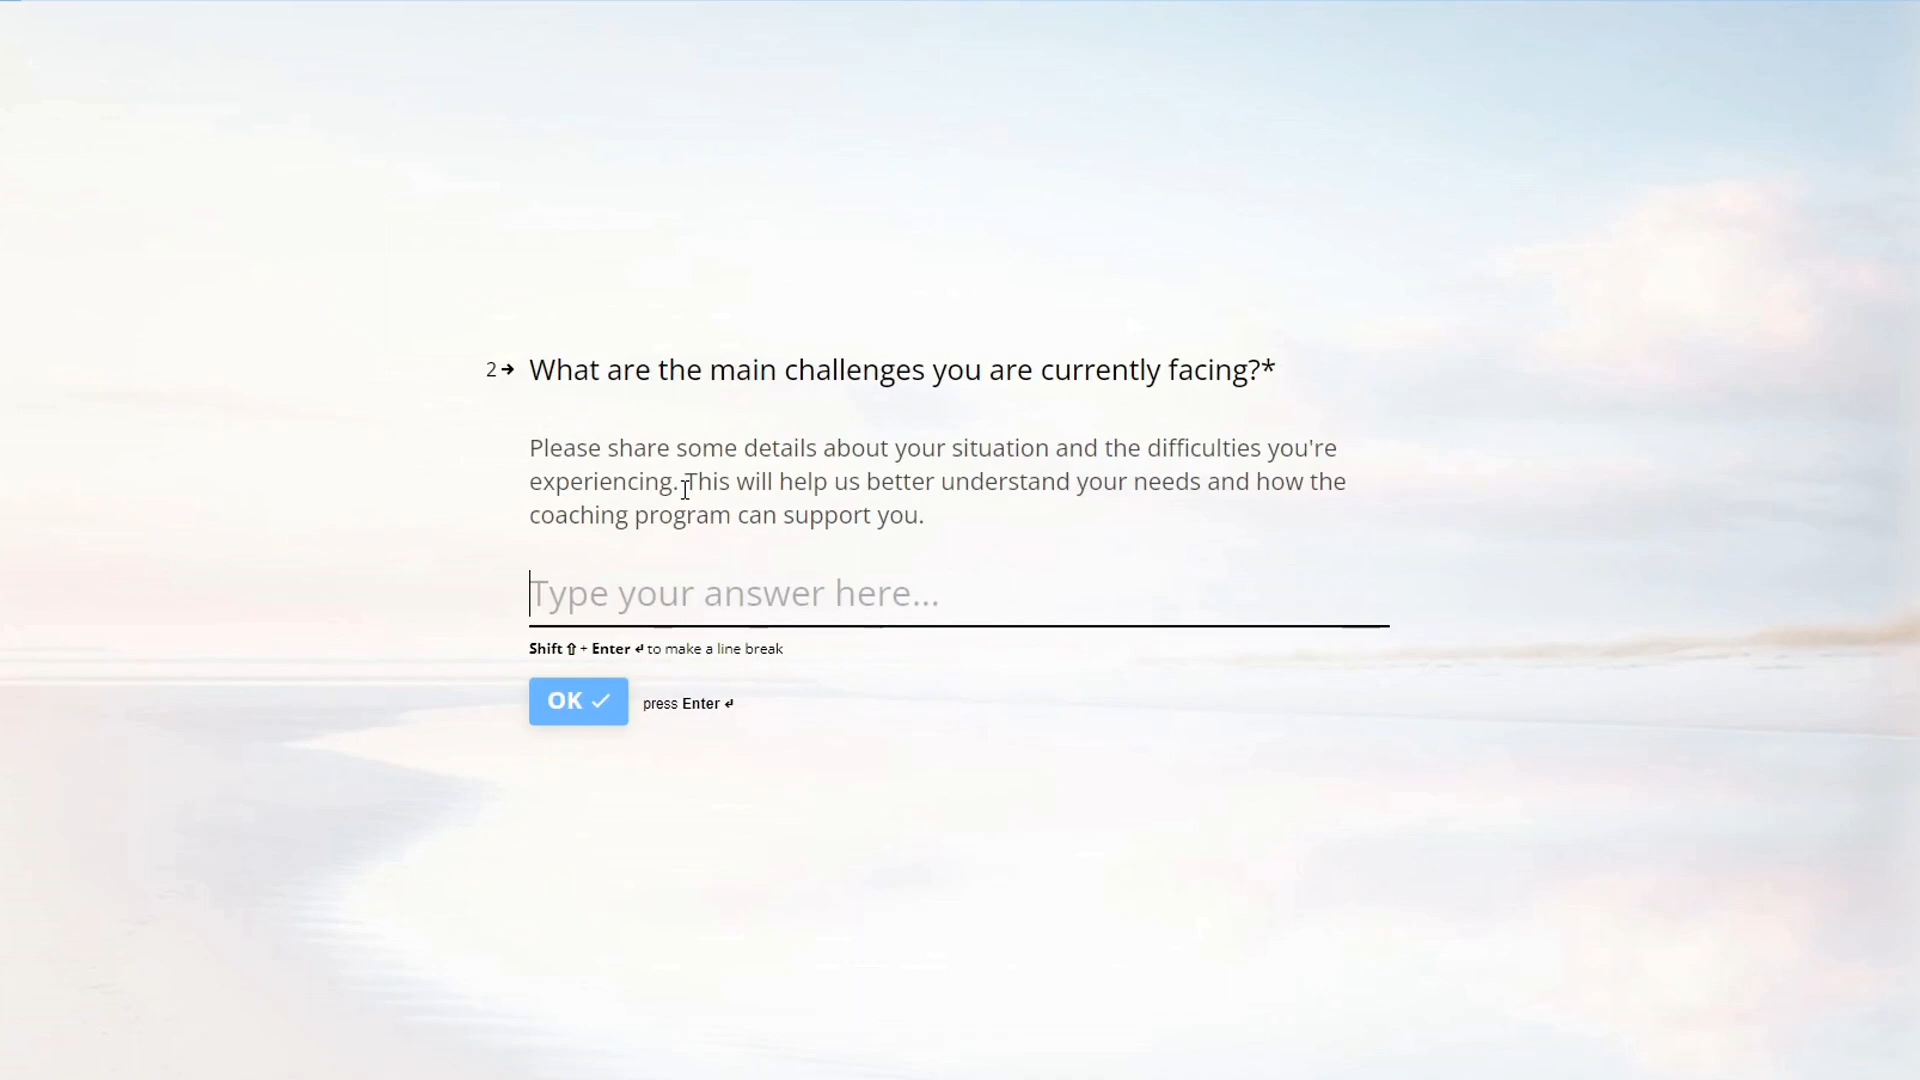 2→ What are the main challenges you are currently facing?*
Please share some details about your situation and the difficulties you're
experiencing. This will help us better understand your needs and how the
coaching program can support you.
Type your answer here...
Shift ⇧ + Enter ↵ to make a line break
OK ✓ press Enter ↵